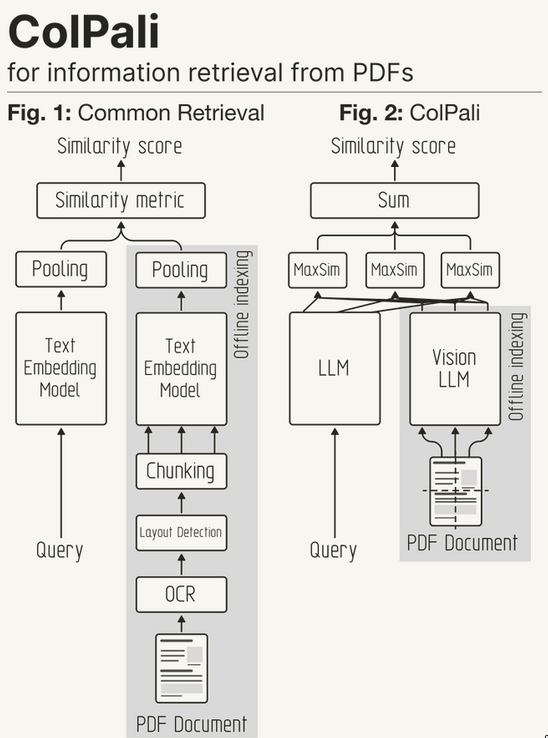 ColPali
for information retrieval from PDFs
Fig. 1: Common Retrieval
Similarity score
Similarity metric
Pooling
Pooling
Offline indexing
Text
Embedding
Model
Text
Embedding
Model
Chunking
Layout Detection
Query
OCR
PDF Document
Fig. 2: ColPali
Similarity score
Sum
MaxSim
MaxSim
MaxSim
LLM
Vision
LLM
Offline indexing
Query
PDF Document